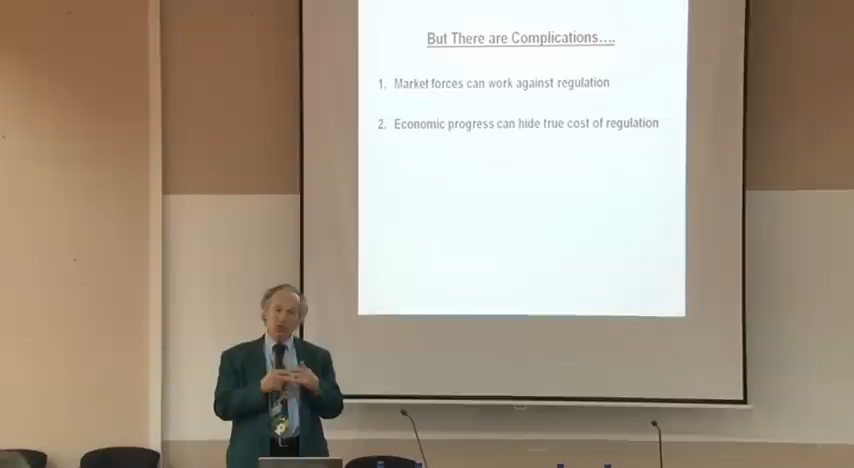 But There are Complications….
1. Market forces can work against regulation
2. Economic progress can hide true cost of regulation